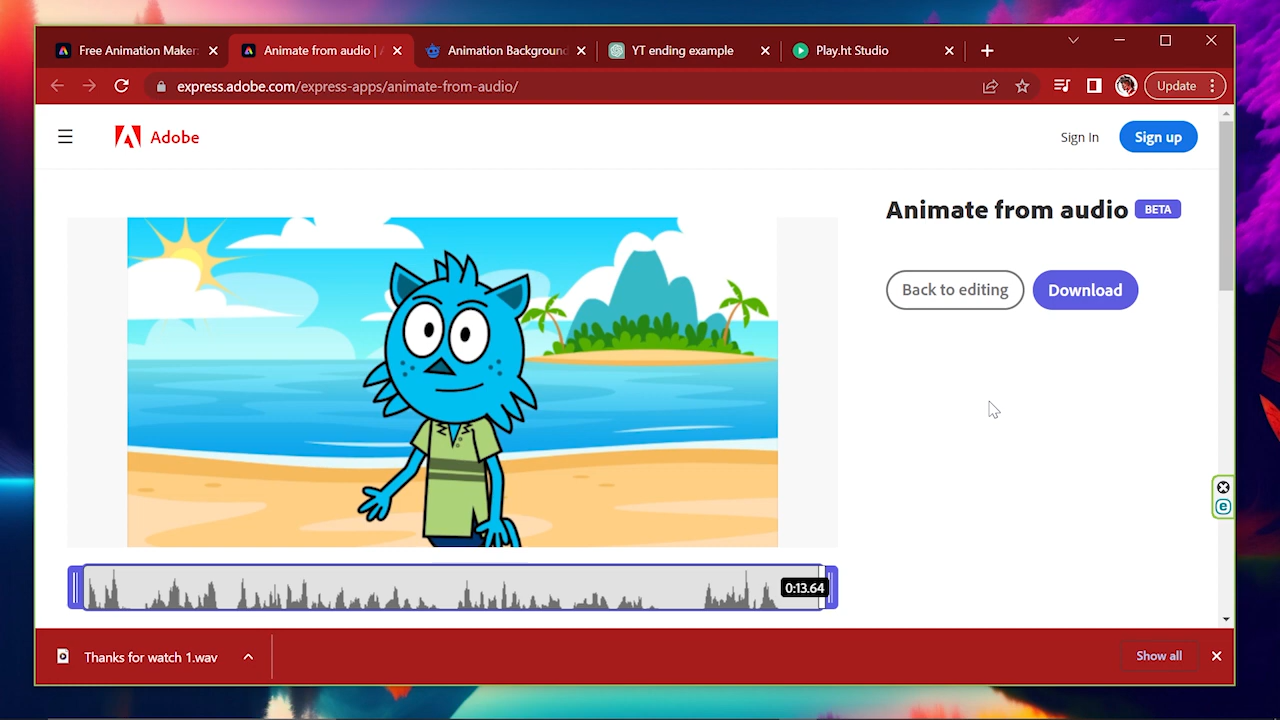 Free Animation Maker:
Animate from audio | A
Animation Background
YT ending example
Play.ht Studio
express.adobe.com/express-apps/animate-from-audio/
Update
Adobe
Sign In
Sign up
Animate from audio BETA
Back to editing
Download
0:13.64
Thanks for watch 1.wav
Show all